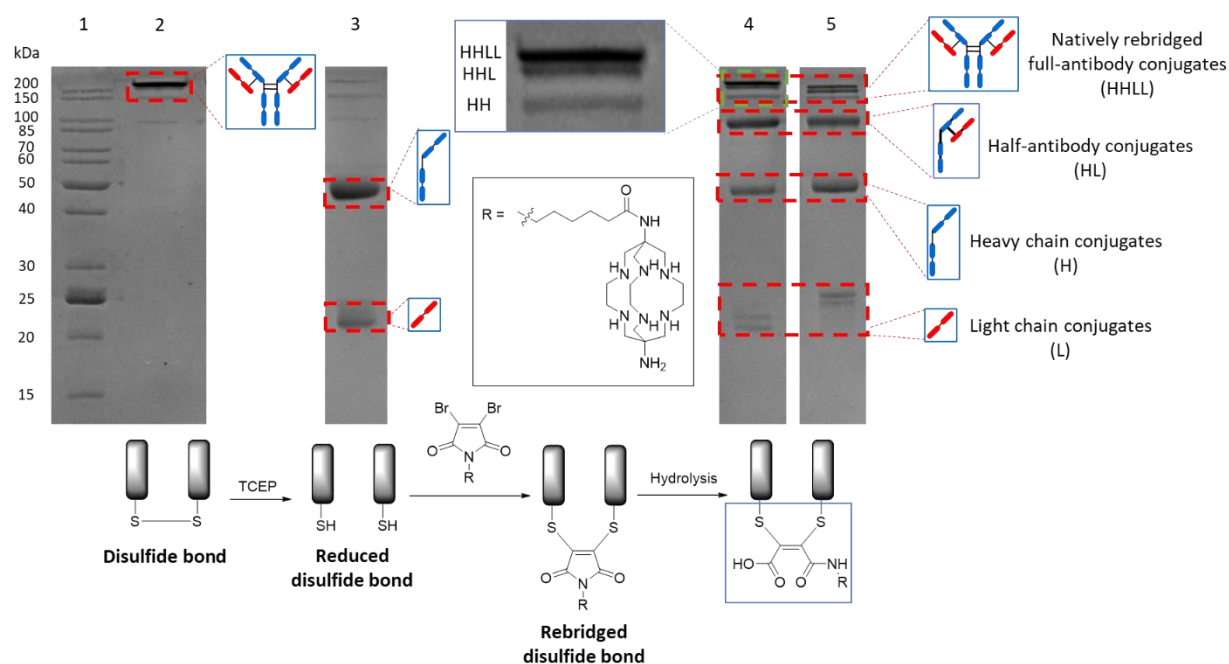 1 2 3 4 5
kDa
200
150
100
85
70
60
50
40
30
25
20
15
HHLL
HHL
HH
R =
O
NH
H H H
N N N
N N N
H H H
NH2
Natively rebridged
full-antibody conjugates
(HHLL)
Half-antibody conjugates
(HL)
Heavy chain conjugates
(H)
Light chain conjugates
(L)
S S
Disulfide bond
TCEP
SH SH
Reduced
disulfide bond
Br Br
O N O
R
S S
O N O
R
Rebridged
disulfide bond
Hydrolysis
S S
HO NH
O O R